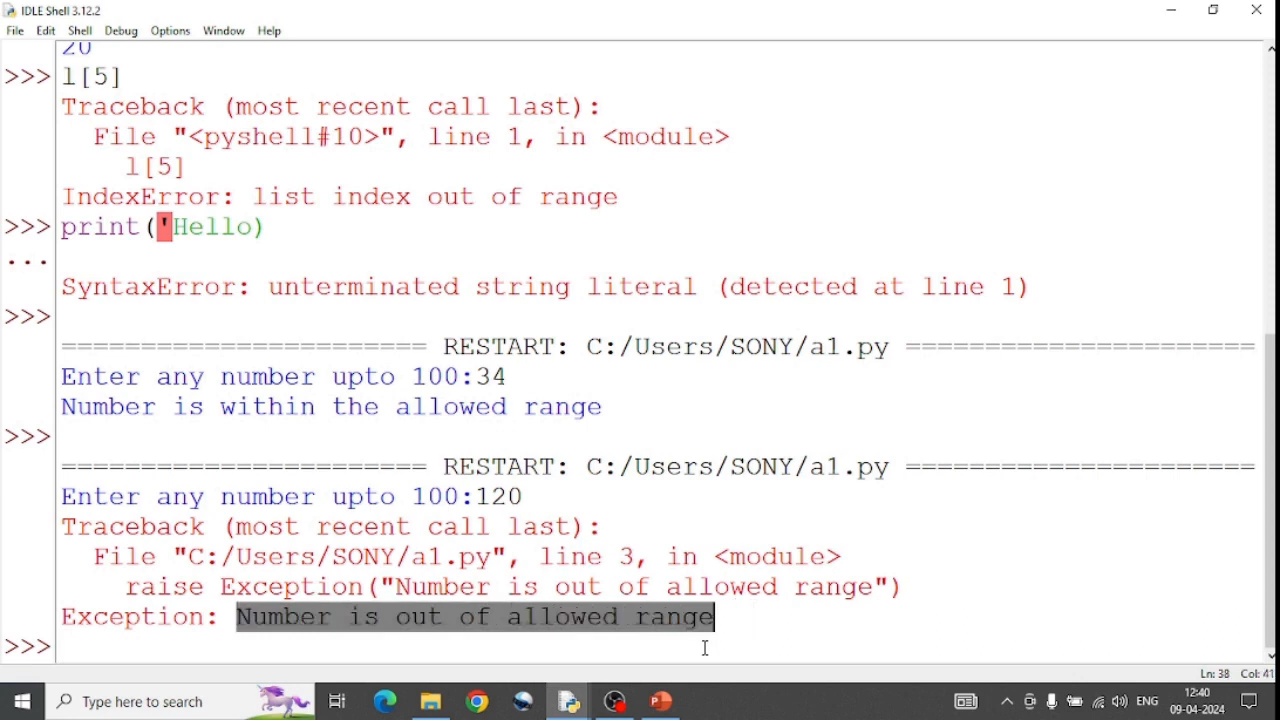 IDLE Shell 3.12.2
File Edit Shell Debug Options Window Help
20
>>> l[5]
Traceback (most recent call last):
File "<pyshell#10>", line 1, in <module>
l[5]
IndexError: list index out of range
>>> print('Hello)
...
SyntaxError: unterminated string literal (detected at line 1)
>>>
======================= RESTART: C:/Users/SONY/a1.py ======================
Enter any number upto 100:34
Number is within the allowed range
>>>
======================= RESTART: C:/Users/SONY/a1.py ======================
Enter any number upto 100:120
Traceback (most recent call last):
File "C:/Users/SONY/a1.py", line 3, in <module>
raise Exception("Number is out of allowed range")
Exception: Number is out of allowed range
>>>
Ln: 38 Col: 41
Type here to search
ENG
12:40
09-04-2024